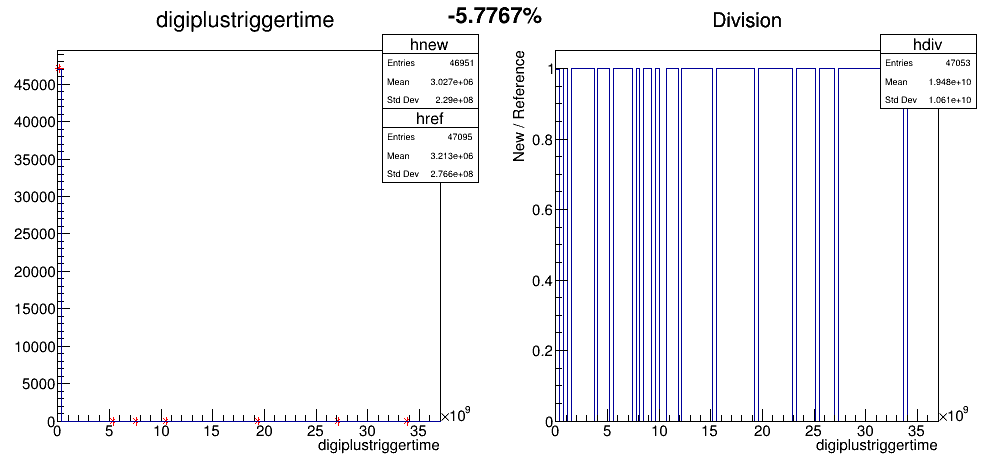 -5.7767%
digiplustriggertime
hnew
Entries 46951
Mean 3.027e+06
Std Dev 2.29e+08
href
Entries 47095
Mean 3.213e+06
Std Dev 2.766e+08
45000
40000
35000
30000
25000
20000
15000
10000
5000
0
0 5 10 15 20 25 30 35
×10⁹
digiplustriggertime
Division
hdiv
Entries 47053
Mean 1.948e+10
Std Dev 1.061e+10
New / Reference
1
0.8
0.6
0.4
0.2
0
0 5 10 15 20 25 30 35
×10⁹
digiplustriggertime